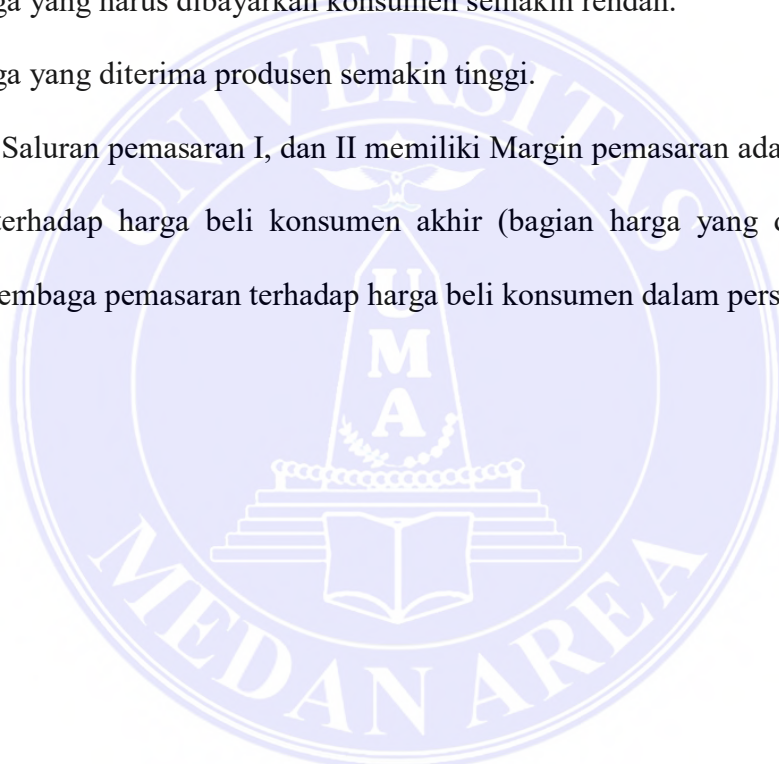 ga yang harus dibayarkan konsumen semakin rendah.
ga yang diterima produsen semakin tinggi.
Saluran pemasaran I, dan II memiliki Margin pemasaran ada
terhadap harga beli konsumen akhir (bagian harga yang
embaga pemasaran terhadap harga beli konsumen dalam pers
UNIVERSITAS
U
M
A
MEDAN AREA